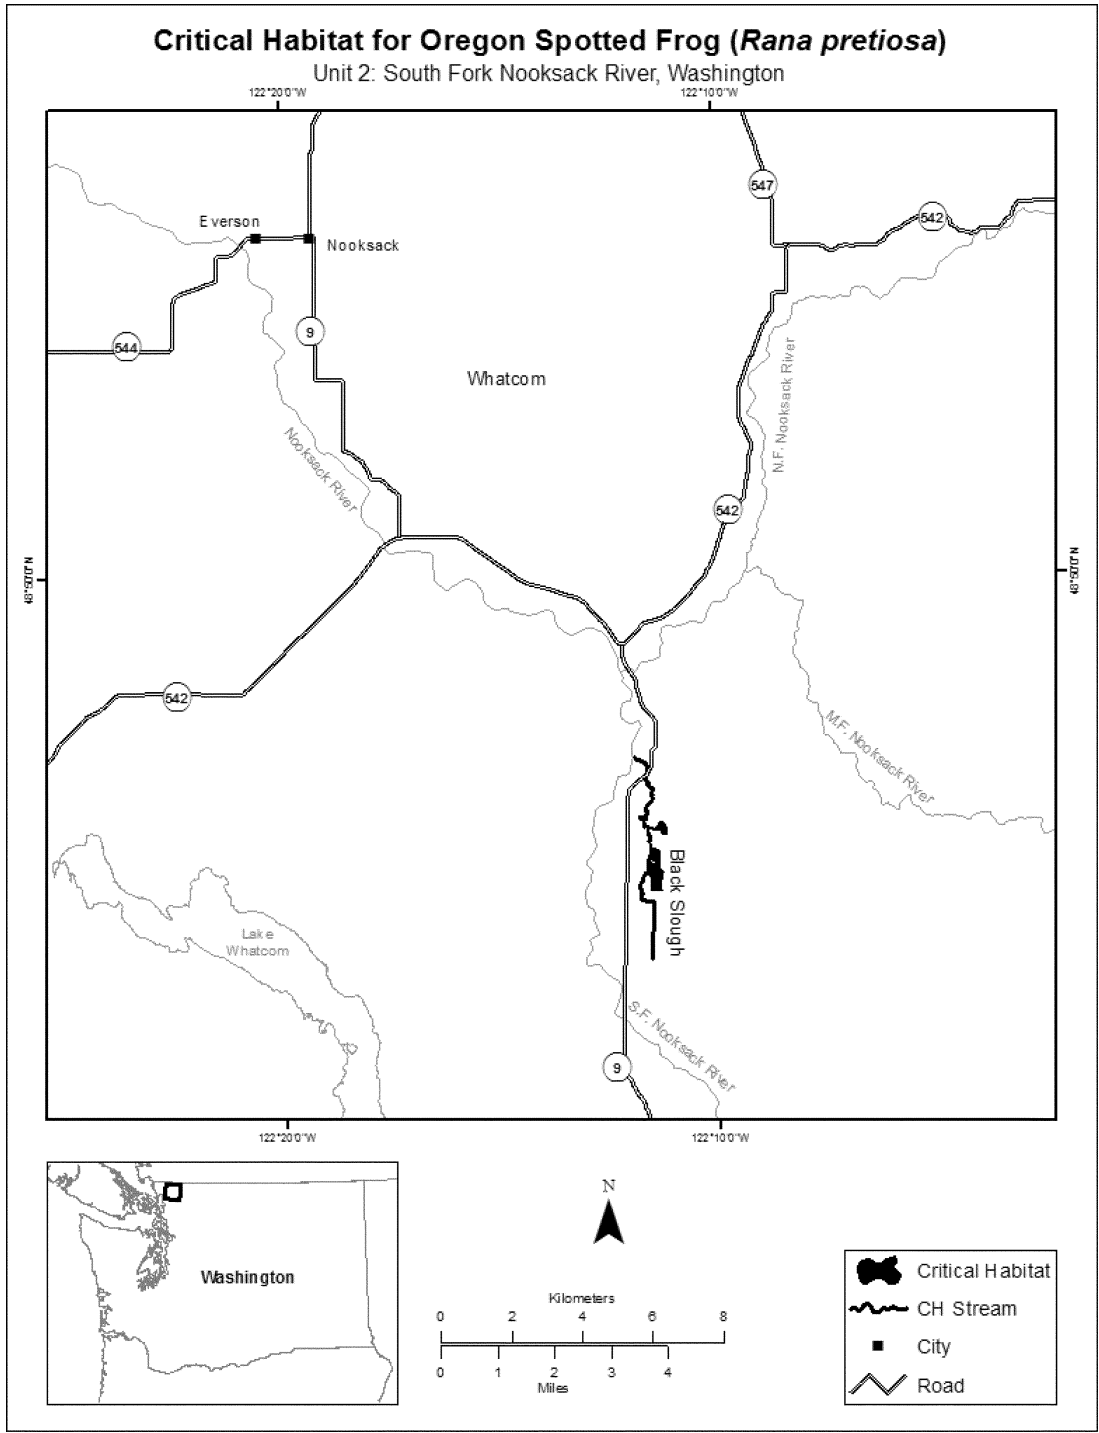 Critical Habitat for Oregon Spotted Frog (Rana pretiosa)
Unit 2: South Fork Nooksack River, Washington
122°20'0"W
122°10'0"W
547
542
Everson
Nooksack
9
544
Whatcom
N.F. Nooksack River
Nooksack River
542
48°50'0"N
48°50'0"N
542
M.F. Nooksack River
Black Slough
Lake
Whatcom
S.F. Nooksack River
9
122°20'0"W
122°10'0"W
Washington
N
Kilometers
0 2 4 6 8
0 1 2 3 4
Miles
Critical Habitat
CH Stream
City
Road